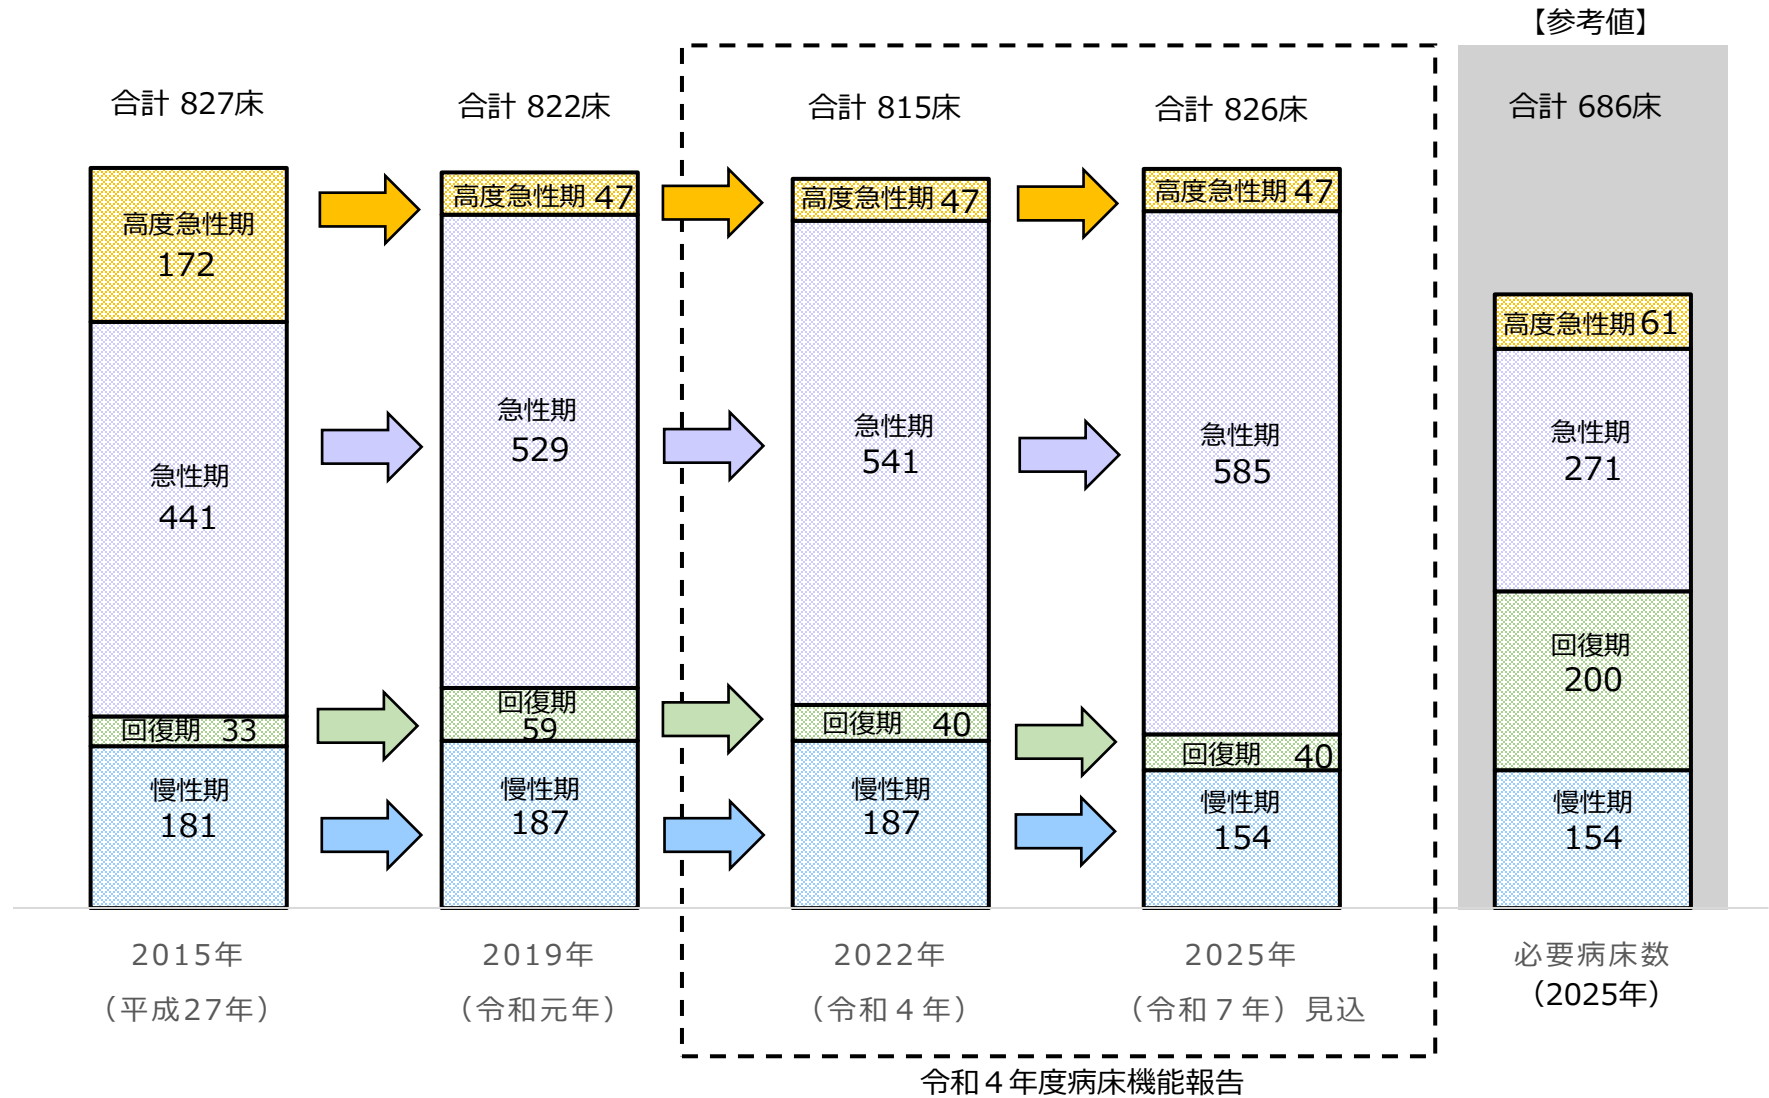 【参考値】
合計 827床
合計 822床
合計 815床
合計 826床
合計 686床
高度急性期
172
急性期
441
回復期 33
慢性期
181
高度急性期 47
急性期
529
回復期
59
慢性期
187
高度急性期 47
急性期
541
回復期 40
慢性期
187
高度急性期 47
急性期
585
回復期 40
慢性期
154
高度急性期 61
急性期
271
回復期
200
慢性期
154
2015年
（平成27年）
2019年
（令和元年）
2022年
（令和４年）
2025年
（令和７年）見込
必要病床数
（2025年）
令和４年度病床機能報告